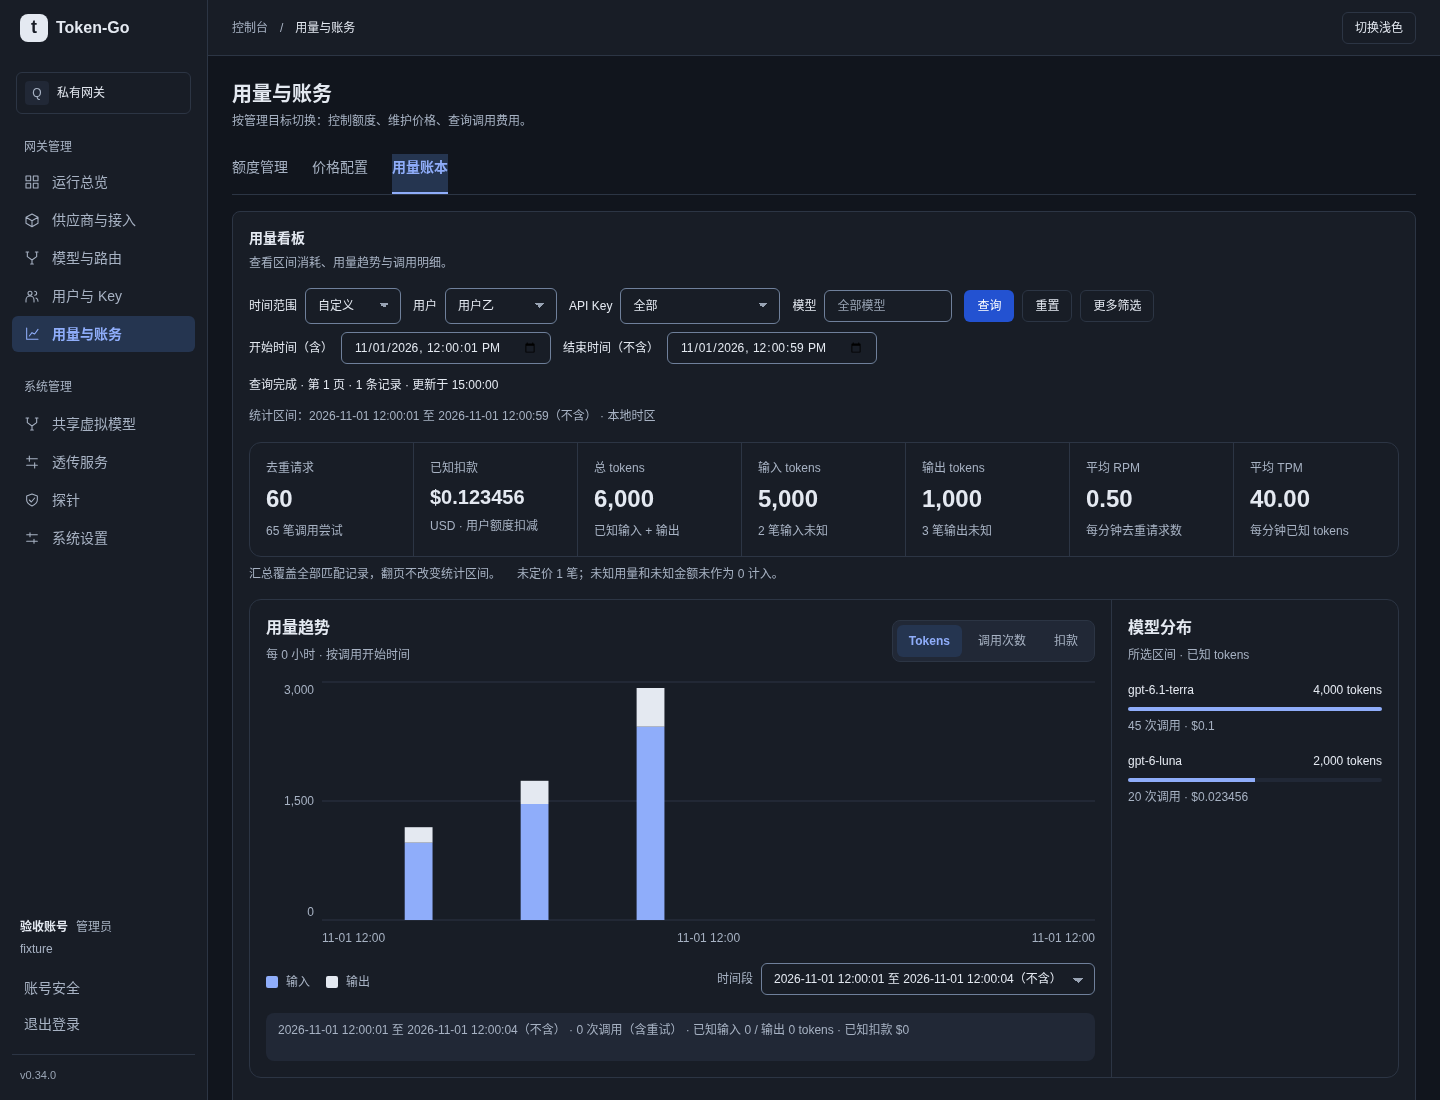 t Token-Go
Q 私有网关
网关管理
运行总览
供应商与接入
模型与路由
用户与 Key
用量与账务
系统管理
共享虚拟模型
透传服务
探针
系统设置
验收账号 管理员
fixture
账号安全
退出登录
v0.34.0
控制台 / 用量与账务
切换浅色
用量与账务
按管理目标切换：控制额度、维护价格、查询调用费用。
额度管理 价格配置 用量账本
用量看板
查看区间消耗、用量趋势与调用明细。
时间范围 自定义 用户 用户乙 API Key 全部 模型 全部模型 查询 重置 更多筛选
开始时间（含） 11/01/2026, 12:00:01 PM 结束时间（不含） 11/01/2026, 12:00:59 PM
查询完成 · 第 1 页 · 1 条记录 · 更新于 15:00:00
统计区间：2026-11-01 12:00:01 至 2026-11-01 12:00:59（不含） · 本地时区
去重请求
60
65 笔调用尝试
已知扣款
$0.123456
USD · 用户额度扣减
总 tokens
6,000
已知输入 + 输出
输入 tokens
5,000
2 笔输入未知
输出 tokens
1,000
3 笔输出未知
平均 RPM
0.50
每分钟去重请求数
平均 TPM
40.00
每分钟已知 tokens
汇总覆盖全部匹配记录，翻页不改变统计区间。 未定价 1 笔；未知用量和未知金额未作为 0 计入。
用量趋势
每 0 小时 · 按调用开始时间
Tokens 调用次数 扣款
3,000
1,500
0
11-01 12:00 11-01 12:00 11-01 12:00
输入 输出
时间段 2026-11-01 12:00:01 至 2026-11-01 12:00:04（不含）
2026-11-01 12:00:01 至 2026-11-01 12:00:04（不含） · 0 次调用（含重试） · 已知输入 0 / 输出 0 tokens · 已知扣款 $0
模型分布
所选区间 · 已知 tokens
gpt-6.1-terra 4,000 tokens
45 次调用 · $0.1
gpt-6-luna 2,000 tokens
20 次调用 · $0.023456